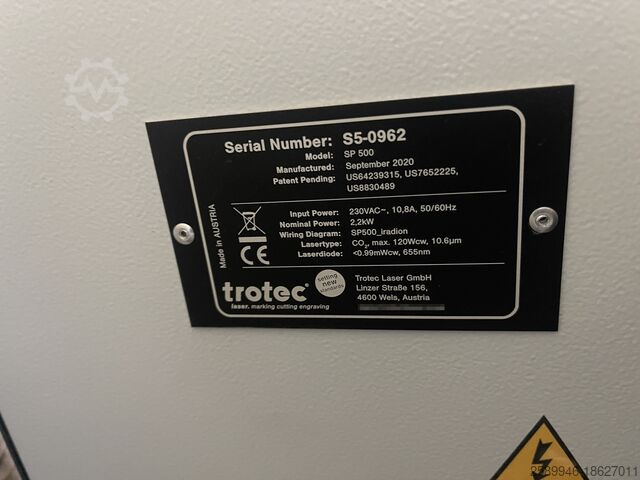 Serial Number: S5-0962
Model: SP 500
Manufactured: September 2020
Patent Pending: US64239315, US7652225,
US8830489
Made in AUSTRIA
Input Power: 230VAC~, 10,8A, 50/60Hz
Nominal Power: 2,2kW
Wiring Diagram: SP500_iradion
Lasertype: CO₂, max. 120Wcw, 10.6µm
Laserdiode: <0.99mWcw, 655nm
CE
trotec®
laser. marking cutting engraving
setting
new
standards
Trotec Laser GmbH
Linzer Straße 156,
4600 Wels, Austria
2589946-18627011